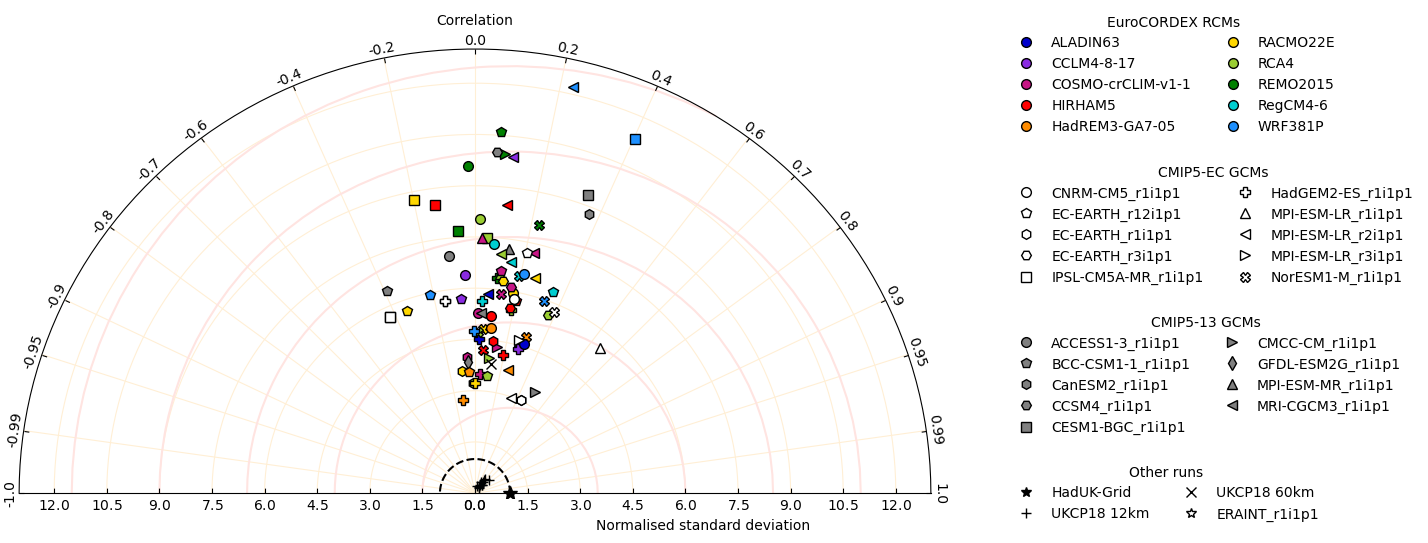 Correlation
-1.0
-0.99
-0.95
-0.9
-0.8
-0.7
-0.6
-0.4
-0.2
0.0
0.2
0.4
0.6
0.7
0.8
0.9
0.95
0.99
1.0
12.0 10.5 9.0 7.5 6.0 4.5 3.0 1.5 0.0 1.5 3.0 4.5 6.0 7.5 9.0 10.5 12.0
Normalised standard deviation
EuroCORDEX RCMs
ALADIN63 RACMO22E
CCLM4-8-17 RCA4
COSMO-crCLIM-v1-1 REMO2015
HIRHAM5 RegCM4-6
HadREM3-GA7-05 WRF381P
CMIP5-EC GCMs
CNRM-CM5_r1i1p1 HadGEM2-ES_r1i1p1
EC-EARTH_r12i1p1 MPI-ESM-LR_r1i1p1
EC-EARTH_r1i1p1 MPI-ESM-LR_r2i1p1
EC-EARTH_r3i1p1 MPI-ESM-LR_r3i1p1
IPSL-CM5A-MR_r1i1p1 NorESM1-M_r1i1p1
CMIP5-13 GCMs
ACCESS1-3_r1i1p1 CMCC-CM_r1i1p1
BCC-CSM1-1_r1i1p1 GFDL-ESM2G_r1i1p1
CanESM2_r1i1p1 MPI-ESM-MR_r1i1p1
CCSM4_r1i1p1 MRI-CGCM3_r1i1p1
CESM1-BGC_r1i1p1
Other runs
HadUK-Grid UKCP18 60km
UKCP18 12km ERAINT_r1i1p1